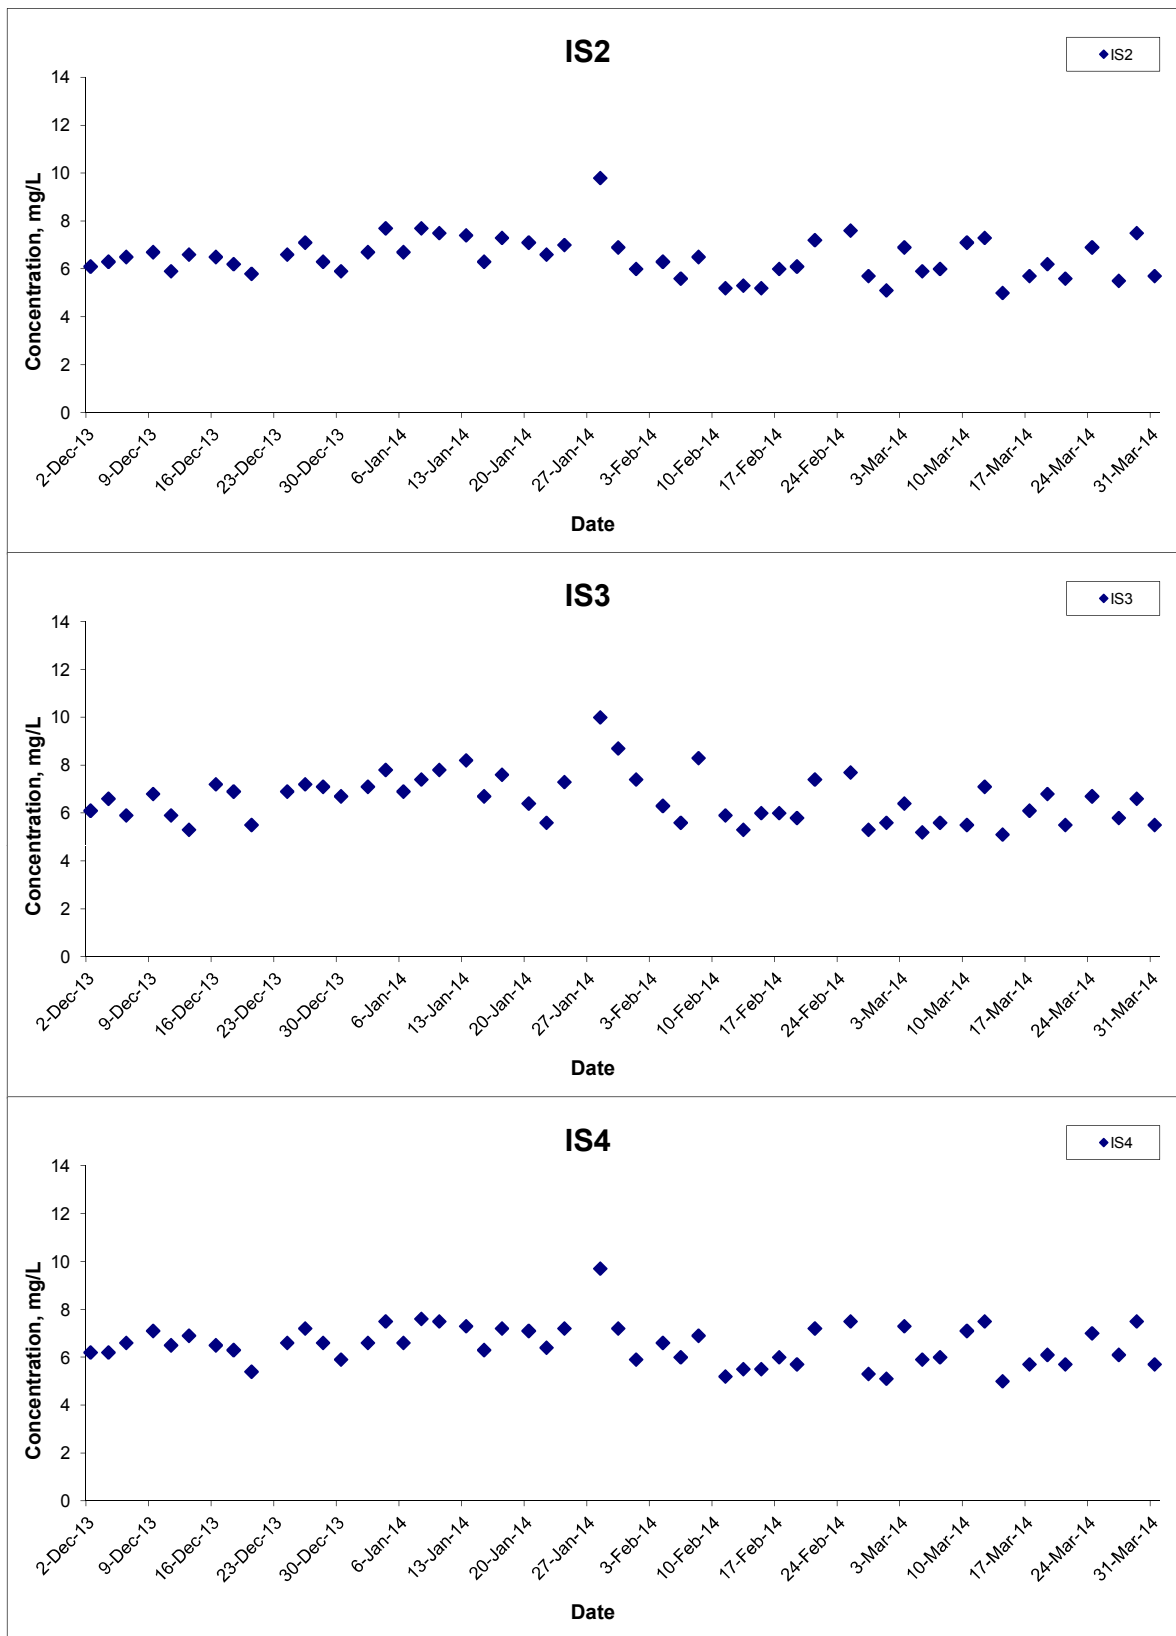 IS2
IS2
14
12
10
8
6
4
2
0
Concentration, mg/L
2-Dec-13 9-Dec-13 16-Dec-13 23-Dec-13 30-Dec-13 6-Jan-14 13-Jan-14 20-Jan-14 27-Jan-14 3-Feb-14 10-Feb-14 17-Feb-14 24-Feb-14 3-Mar-14 10-Mar-14 17-Mar-14 24-Mar-14 31-Mar-14
Date
IS3
IS3
14
12
10
8
6
4
2
0
Concentration, mg/L
2-Dec-13 9-Dec-13 16-Dec-13 23-Dec-13 30-Dec-13 6-Jan-14 13-Jan-14 20-Jan-14 27-Jan-14 3-Feb-14 10-Feb-14 17-Feb-14 24-Feb-14 3-Mar-14 10-Mar-14 17-Mar-14 24-Mar-14 31-Mar-14
Date
IS4
IS4
14
12
10
8
6
4
2
0
Concentration, mg/L
2-Dec-13 9-Dec-13 16-Dec-13 23-Dec-13 30-Dec-13 6-Jan-14 13-Jan-14 20-Jan-14 27-Jan-14 3-Feb-14 10-Feb-14 17-Feb-14 24-Feb-14 3-Mar-14 10-Mar-14 17-Mar-14 24-Mar-14 31-Mar-14
Date